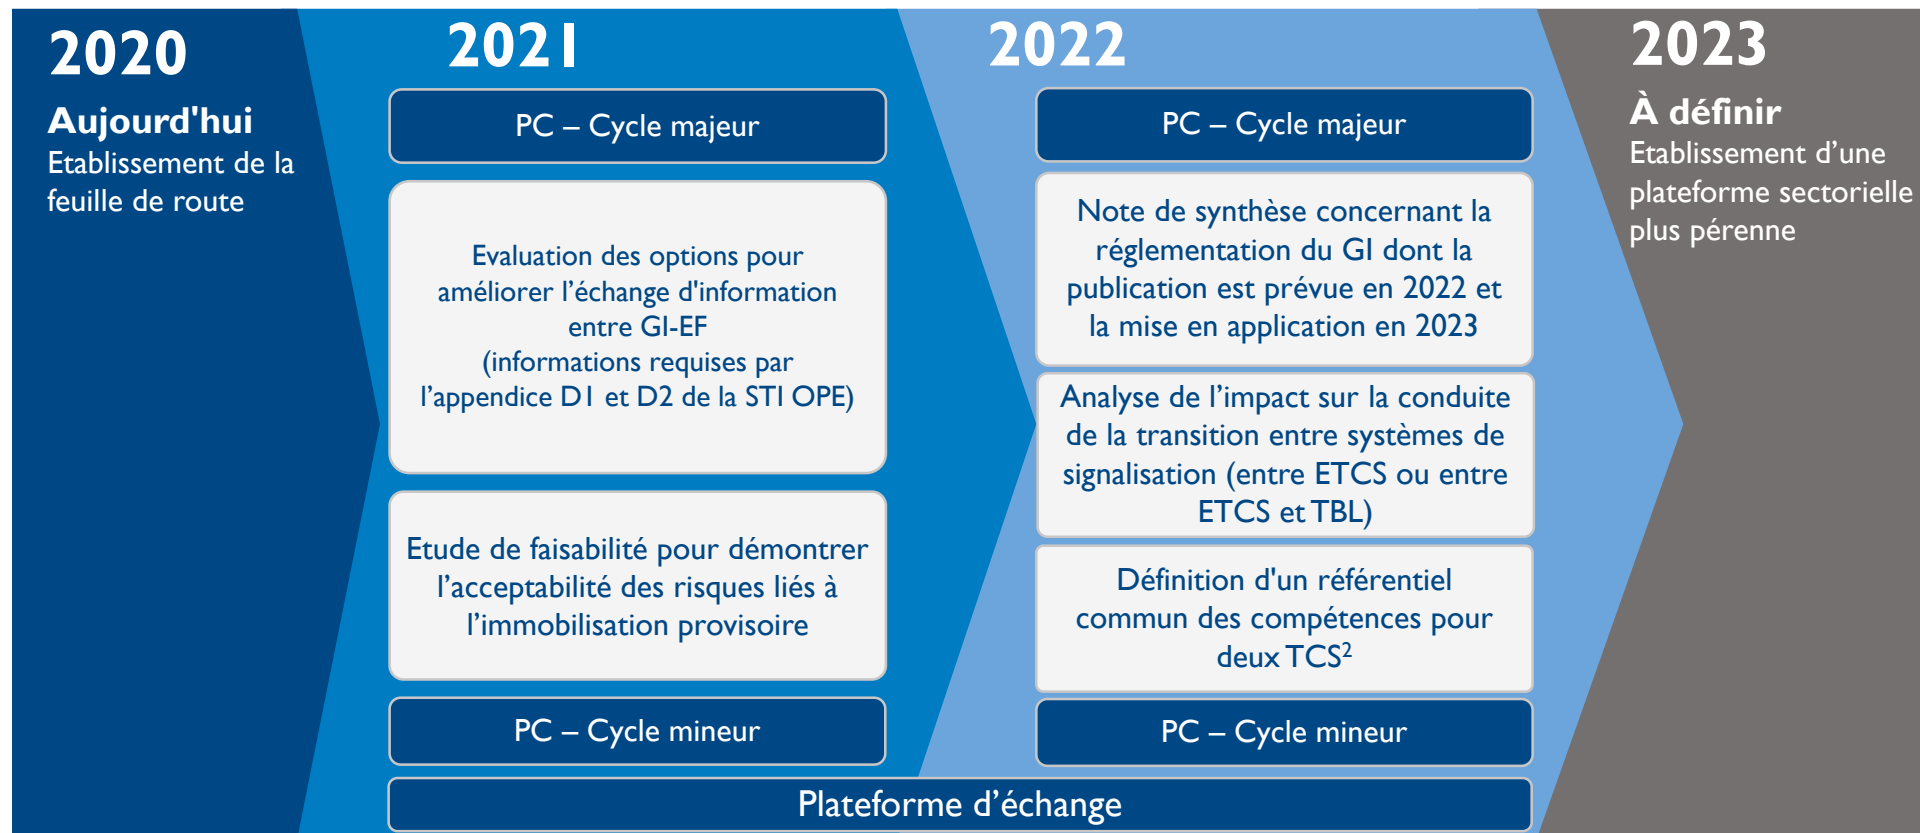 2020
Aujourd'hui
Etablissement de la
feuille de route
2021
PC – Cycle majeur
Evaluation des options pour
améliorer l’échange d'information
entre GI-EF
(informations requises par
l’appendice D1 et D2 de la STI OPE)
Etude de faisabilité pour démontrer
l’acceptabilité des risques liés à
l’immobilisation provisoire
PC – Cycle mineur
2022
PC – Cycle majeur
Note de synthèse concernant la
réglementation du GI dont la
publication est prévue en 2022 et
la mise en application en 2023
Analyse de l’impact sur la conduite
de la transition entre systèmes de
signalisation (entre ETCS ou entre
ETCS et TBL)
Définition d'un référentiel
commun des compétences pour
deux TCS²
PC – Cycle mineur
Plateforme d’échange
2023
À définir
Etablissement d’une
plateforme sectorielle
plus pérenne